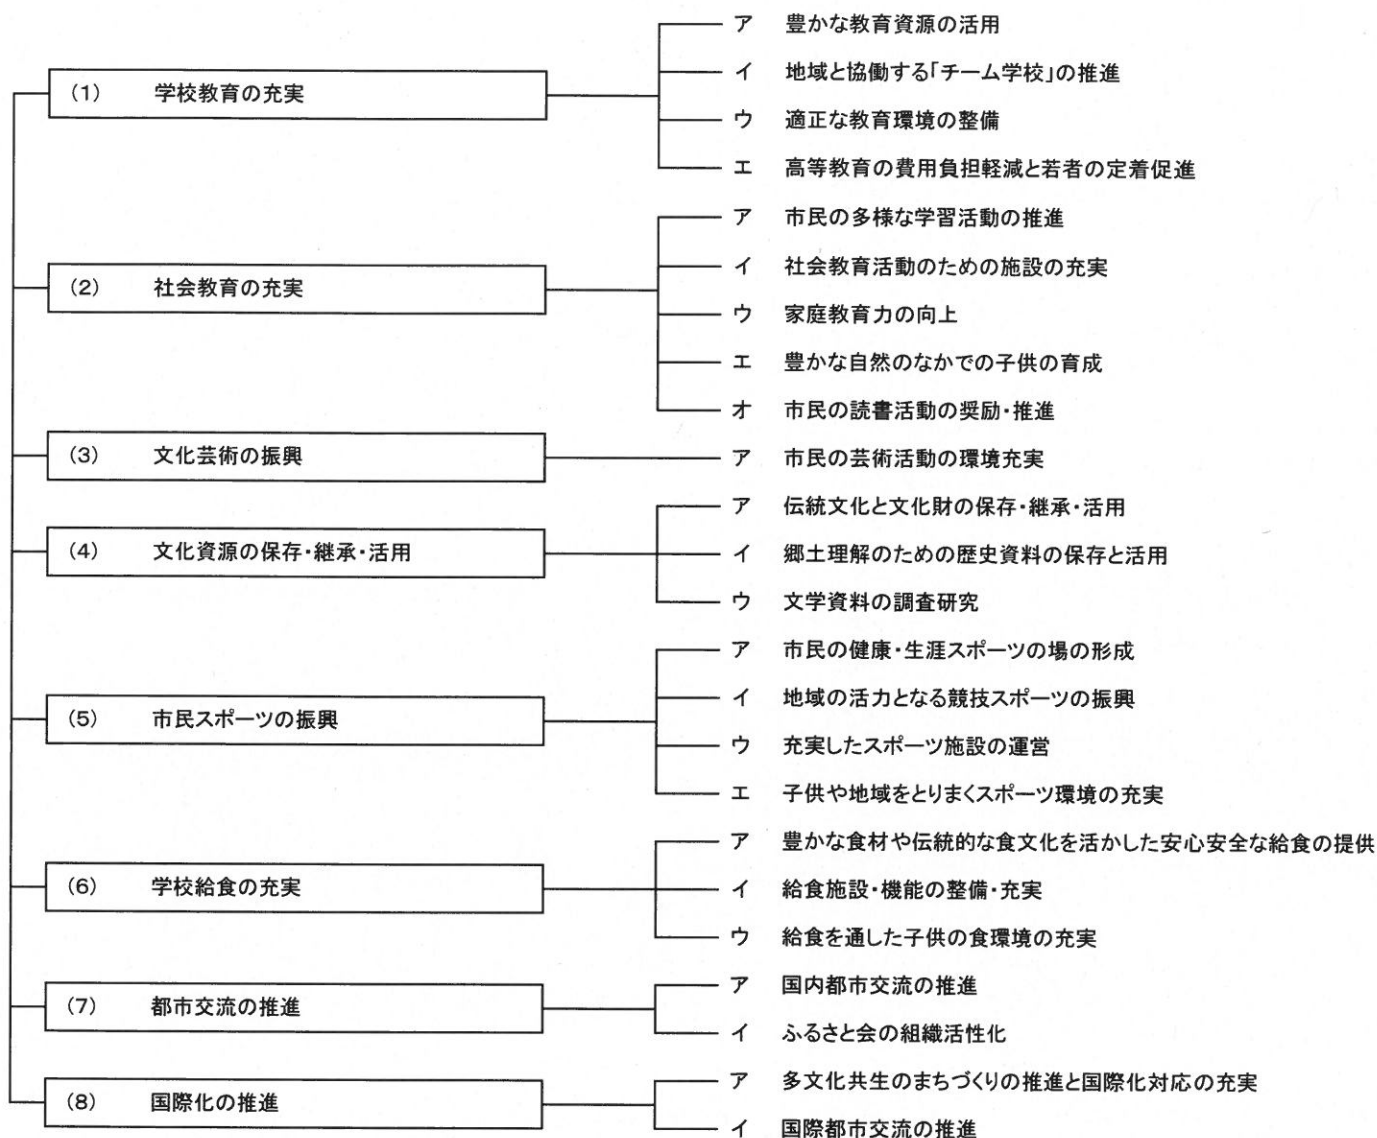 (1) 学校教育の充実
ア 豊かな教育資源の活用
イ 地域と協働する「チーム学校」の推進
ウ 適正な教育環境の整備
エ 高等教育の費用負担軽減と若者の定着促進
(2) 社会教育の充実
ア 市民の多様な学習活動の推進
イ 社会教育活動のための施設の充実
ウ 家庭教育力の向上
エ 豊かな自然のなかでの子供の育成
オ 市民の読書活動の奨励・推進
(3) 文化芸術の振興
ア 市民の芸術活動の環境充実
(4) 文化資源の保存・継承・活用
ア 伝統文化と文化財の保存・継承・活用
イ 郷土理解のための歴史資料の保存と活用
ウ 文学資料の調査研究
(5) 市民スポーツの振興
ア 市民の健康・生涯スポーツの場の形成
イ 地域の活力となる競技スポーツの振興
ウ 充実したスポーツ施設の運営
エ 子供や地域をとりまくスポーツ環境の充実
(6) 学校給食の充実
ア 豊かな食材や伝統的な食文化を活かした安心安全な給食の提供
イ 給食施設・機能の整備・充実
ウ 給食を通した子供の食環境の充実
(7) 都市交流の推進
ア 国内都市交流の推進
イ ふるさと会の組織活性化
(8) 国際化の推進
ア 多文化共生のまちづくりの推進と国際化対応の充実
イ 国際都市交流の推進